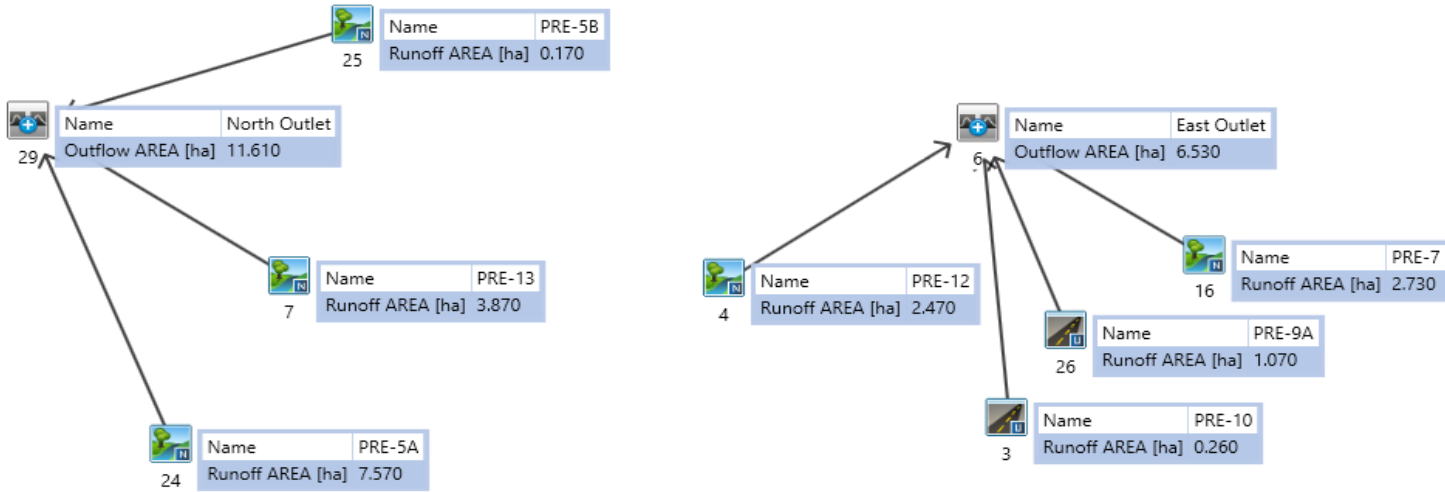 Name PRE-5B
Runoff AREA [ha] 0.170
25
Name North Outlet
Outflow AREA [ha] 11.610
29
Name PRE-13
Runoff AREA [ha] 3.870
7
Name PRE-5A
Runoff AREA [ha] 7.570
24
Name East Outlet
Outflow AREA [ha] 6.530
6
Name PRE-12
Runoff AREA [ha] 2.470
4
Name PRE-7
Runoff AREA [ha] 2.730
16
Name PRE-9A
Runoff AREA [ha] 1.070
26
Name PRE-10
Runoff AREA [ha] 0.260
3
N
N
N
N
N
U
U